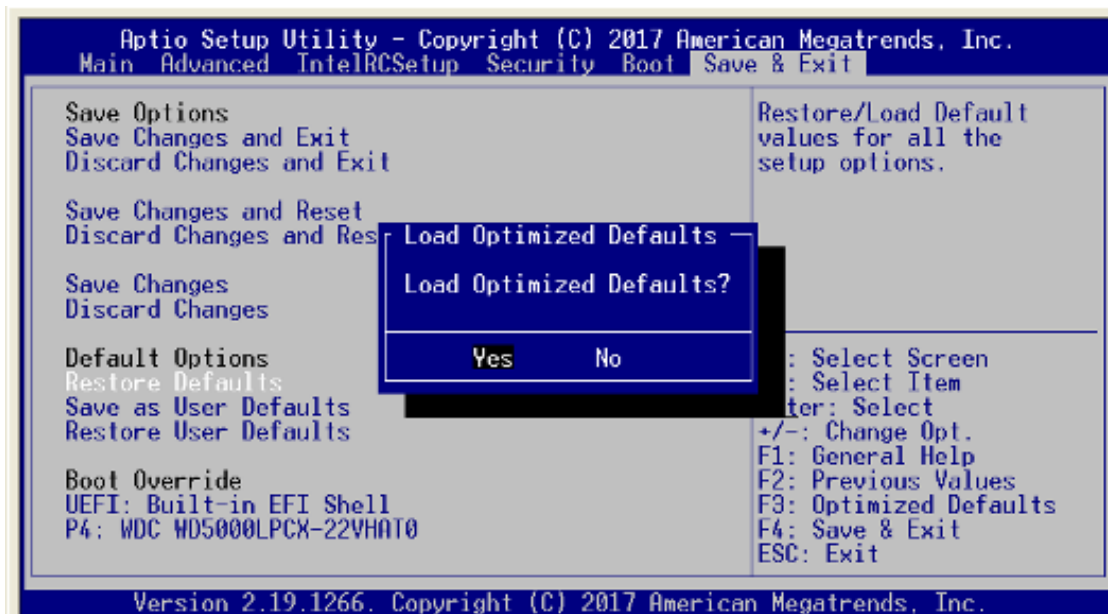 Aptio Setup Utility – Copyright (C) 2017 American Megatrends, Inc.
Main Advanced IntelRCSetup Security Boot Save & Exit
Save Options
Save Changes and Exit
Discard Changes and Exit
Save Changes and Reset
Discard Changes and Res
Save Changes
Discard Changes
Default Options
Restore Defaults
Save as User Defaults
Restore User Defaults
Boot Override
UEFI: Built-in EFI Shell
P4: WDC WD5000LPCX-22VHAT0
Load Optimized Defaults
Load Optimized Defaults?
Yes No
Restore/Load Default
values for all the
setup options.
: Select Screen
: Select Item
ter: Select
+/-: Change Opt.
F1: General Help
F2: Previous Values
F3: Optimized Defaults
F4: Save & Exit
ESC: Exit
Version 2.19.1266. Copyright (C) 2017 American Megatrends, Inc.